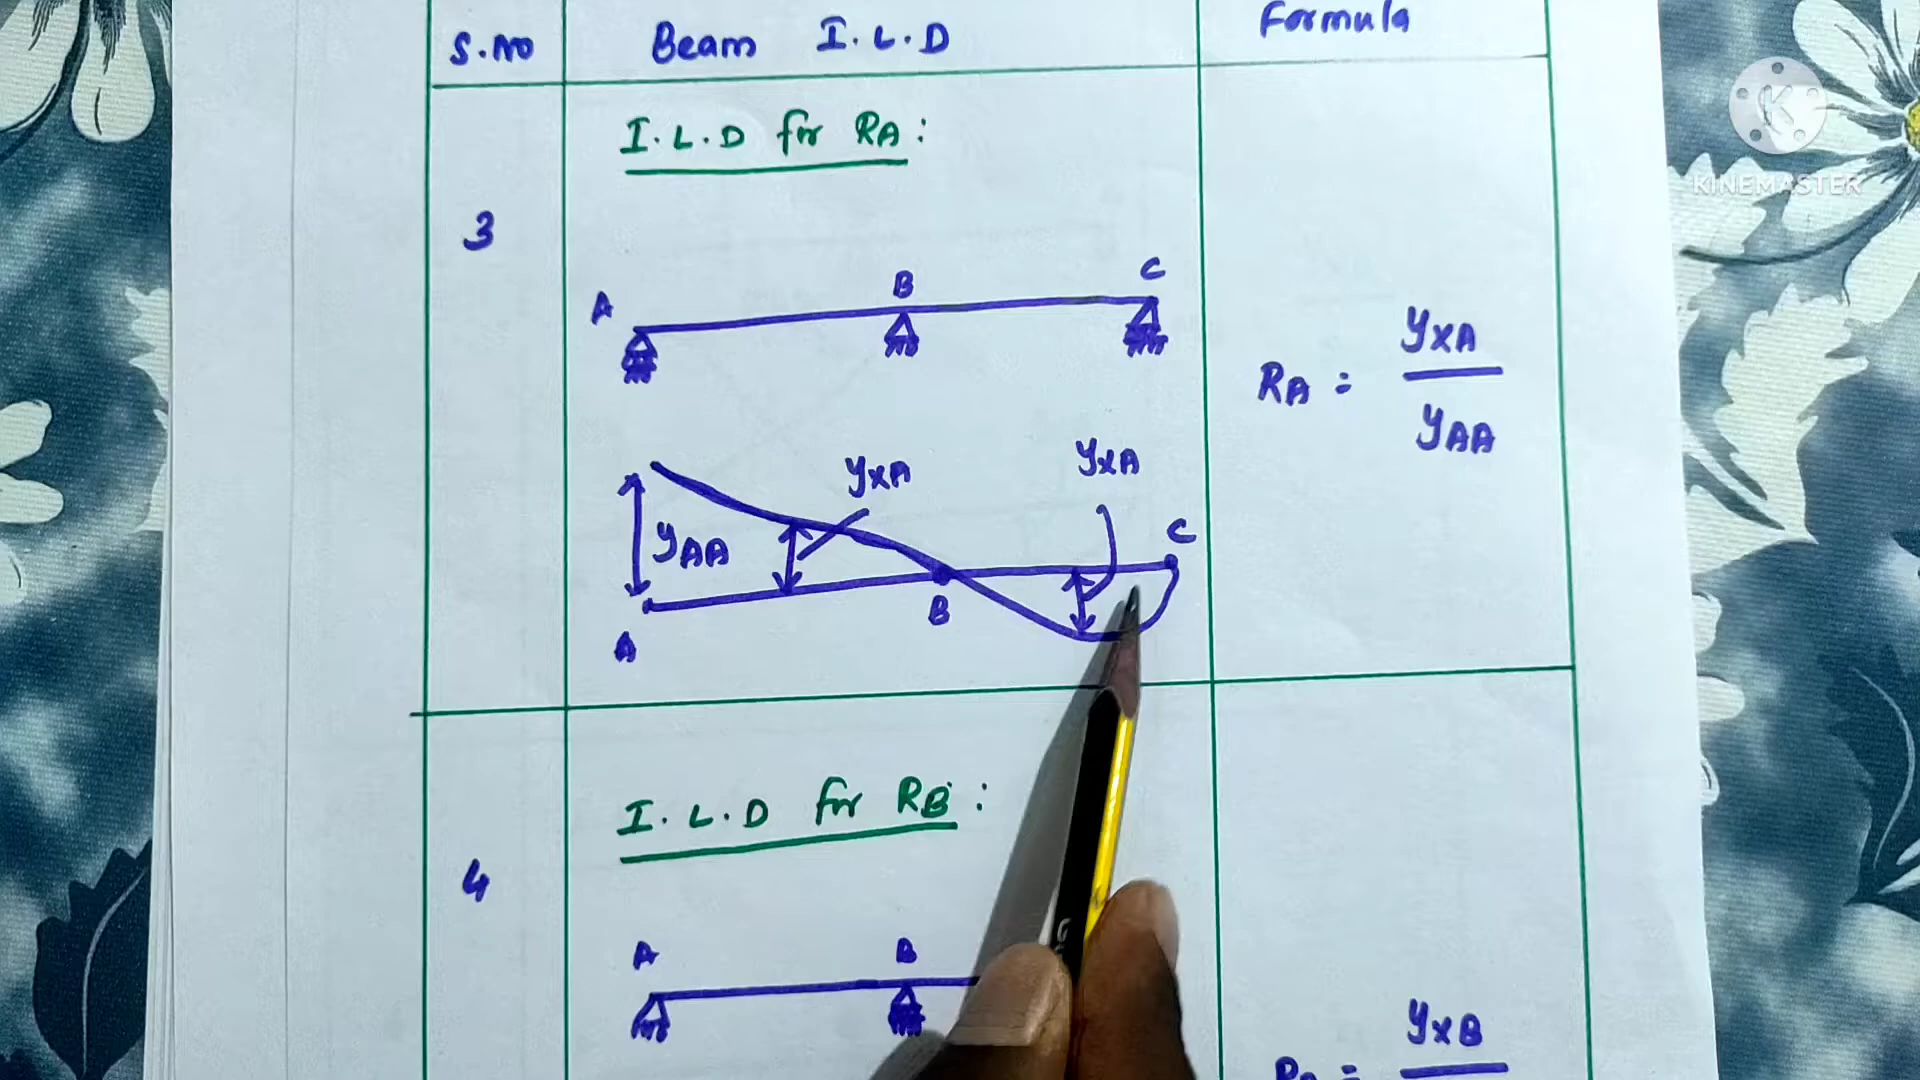 S.No Beam I.L.D Formula
KINEMASTER
I.L.D for RA:
3
A B C
RA = yxA
yAA
yxA yxA
yAA
C
B
A
I.L.D for RB:
4
A B
yxB